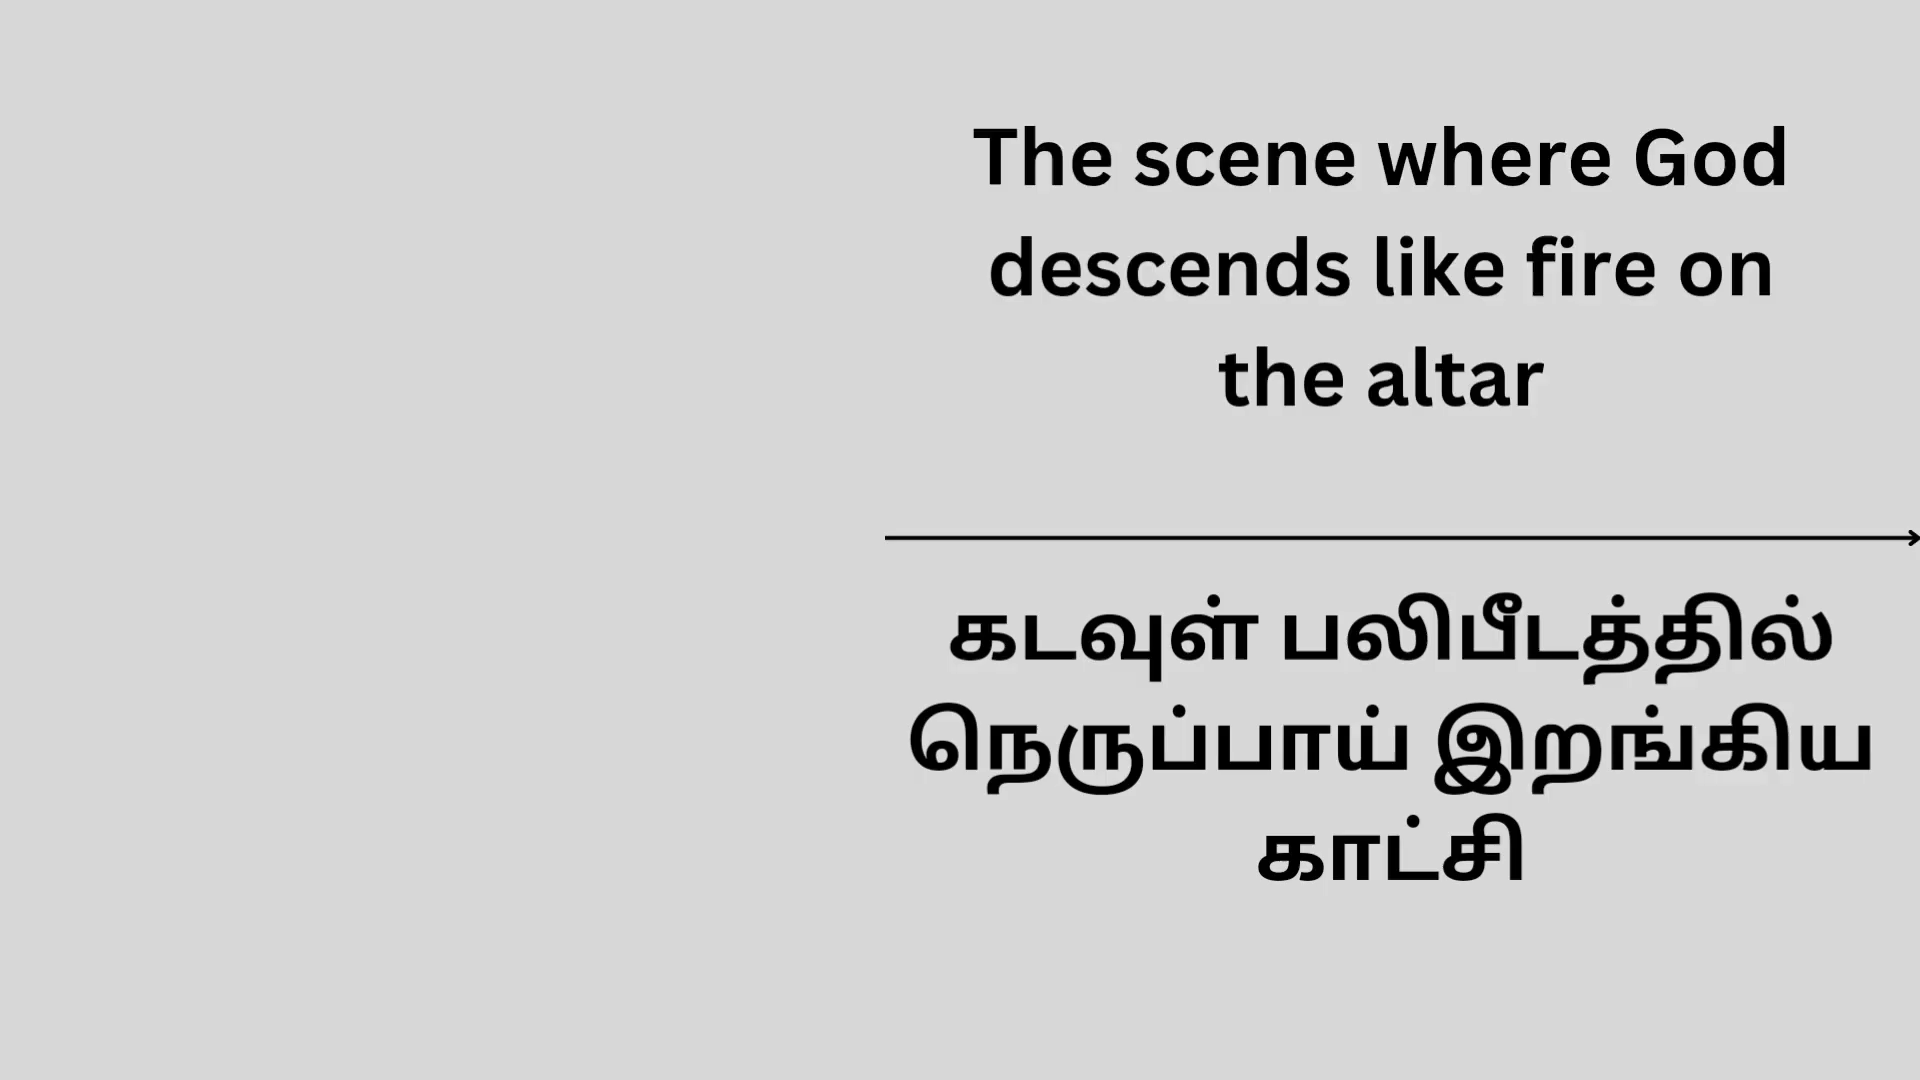 The scene where God
descends like fire on
the altar
கடவுள் பலிபீடத்தில்
நெருப்பாய் இறங்கிய
காட்சி